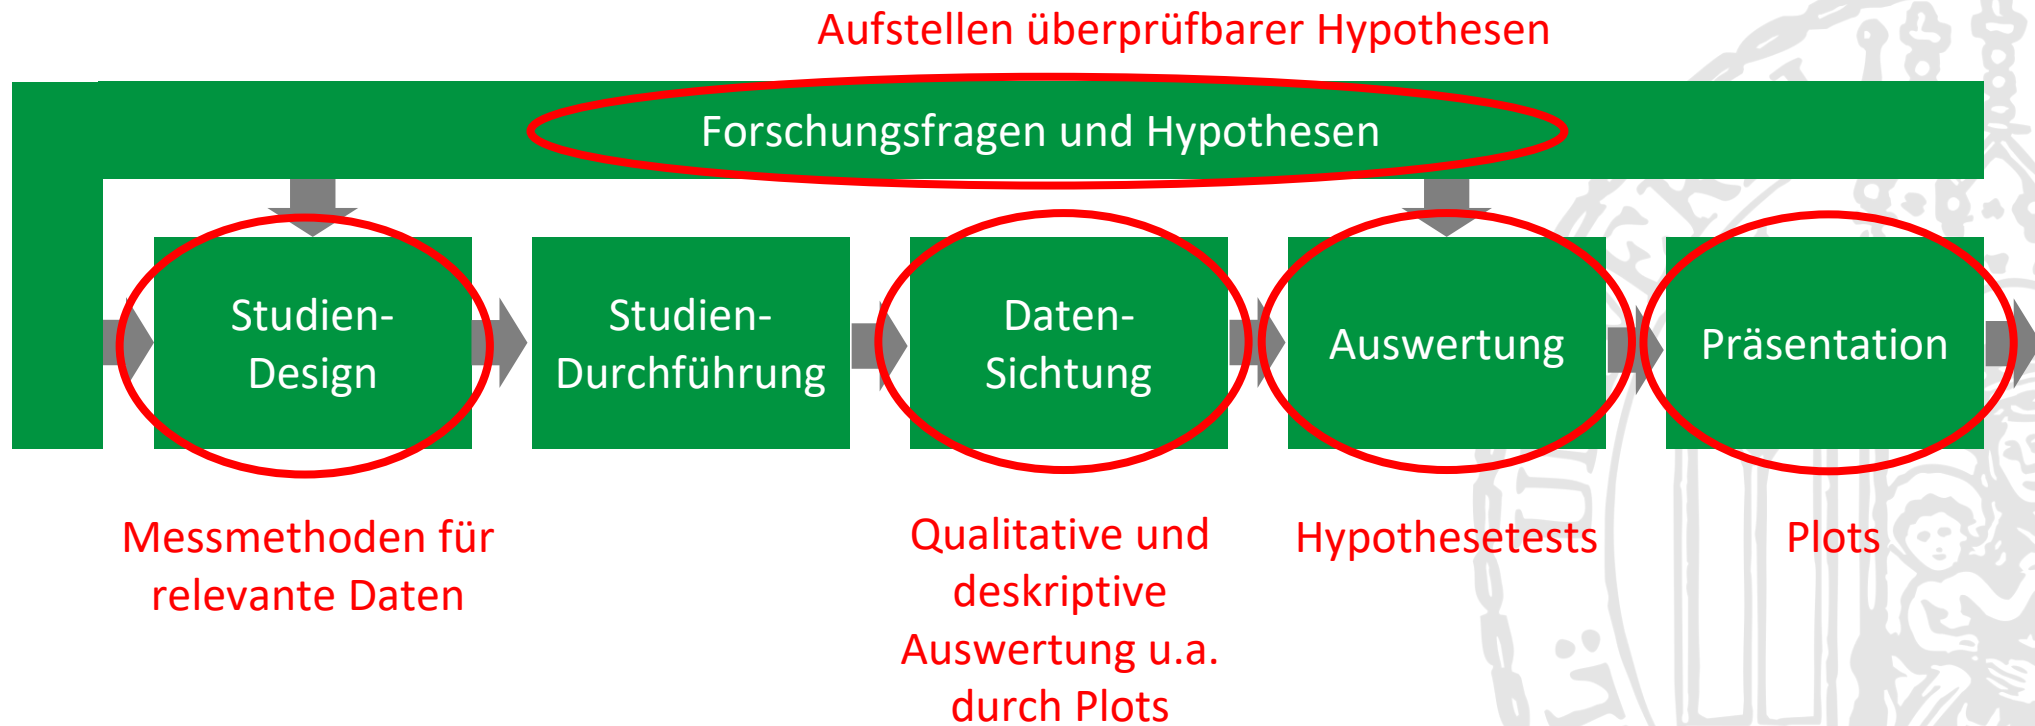 Aufstellen überprüfbarer Hypothesen
Forschungsfragen und Hypothesen
Studien-
Design
Studien-
Durchführung
Daten-
Sichtung
Auswertung
Präsentation
Messmethoden für
relevante Daten
Qualitative und
deskriptive
Auswertung u.a.
durch Plots
Hypothesetests
Plots